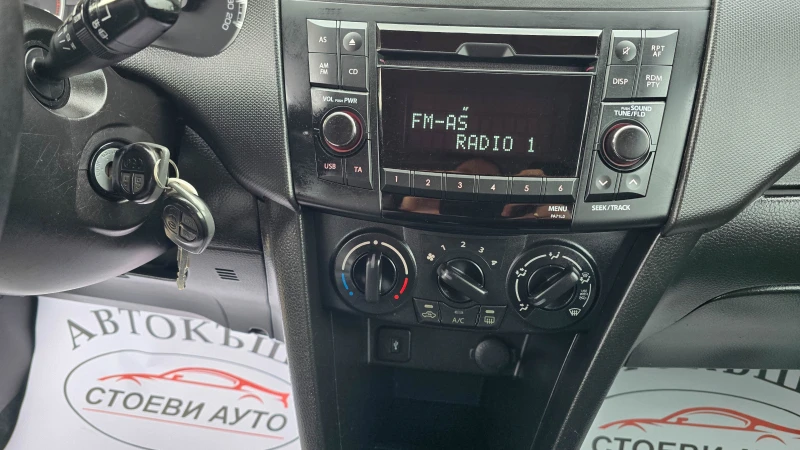 AS
AM
FM
CD
VOL PUSH PWR
USB
TA
AF
FM-AS
RADIO 1
1 2 3 4 5 6
MENU
RPT
AF
DISP
RDM
PTY
PUSH SOUND
TUNE/FLD
SEEK/TRACK
1 2 3 4
A/C
АВТОКЪЩ
СТОЕВИ АУТО
СТОЕВИ АУТО